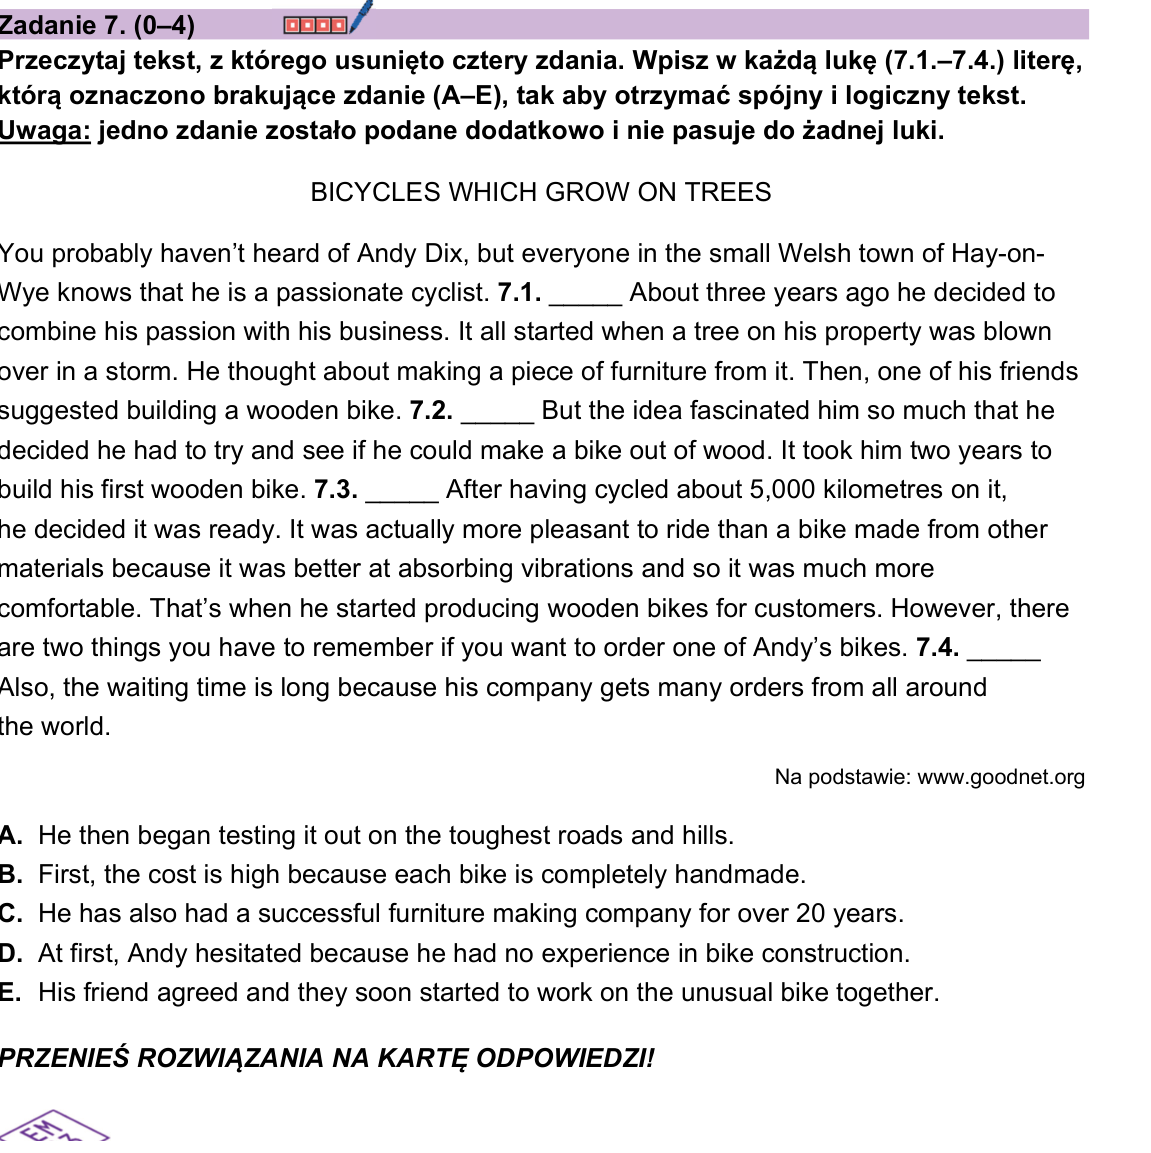 Zadanie 7. (0–4)
Przeczytaj tekst, z którego usunięto cztery zdania. Wpisz w każdą lukę (7.1.–7.4.) literę,
którą oznaczono brakujące zdanie (A–E), tak aby otrzymać spójny i logiczny tekst.
Uwaga: jedno zdanie zostało podane dodatkowo i nie pasuje do żadnej luki.
BICYCLES WHICH GROW ON TREES
You probably haven’t heard of Andy Dix, but everyone in the small Welsh town of Hay-on-
Wye knows that he is a passionate cyclist. 7.1. _____ About three years ago he decided to
combine his passion with his business. It all started when a tree on his property was blown
over in a storm. He thought about making a piece of furniture from it. Then, one of his friends
suggested building a wooden bike. 7.2. _____ But the idea fascinated him so much that he
decided he had to try and see if he could make a bike out of wood. It took him two years to
build his first wooden bike. 7.3. _____ After having cycled about 5,000 kilometres on it,
he decided it was ready. It was actually more pleasant to ride than a bike made from other
materials because it was better at absorbing vibrations and so it was much more
comfortable. That’s when he started producing wooden bikes for customers. However, there
are two things you have to remember if you want to order one of Andy’s bikes. 7.4. _____
Also, the waiting time is long because his company gets many orders from all around
the world.
Na podstawie: www.goodnet.org
A. He then began testing it out on the toughest roads and hills.
B. First, the cost is high because each bike is completely handmade.
C. He has also had a successful furniture making company for over 20 years.
D. At first, Andy hesitated because he had no experience in bike construction.
E. His friend agreed and they soon started to work on the unusual bike together.
PRZENIEŚ ROZWIĄZANIA NA KARTĘ ODPOWIEDZI!
EM